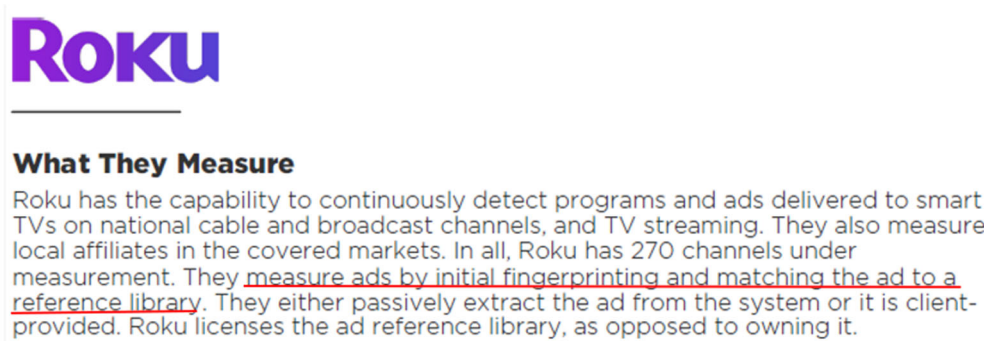 ROKU
What They Measure
Roku has the capability to continuously detect programs and ads delivered to smart
TVs on national cable and broadcast channels, and TV streaming. They also measure
local affiliates in the covered markets. In all, Roku has 270 channels under
measurement. They measure ads by initial fingerprinting and matching the ad to a
reference library. They either passively extract the ad from the system or it is client-
provided. Roku licenses the ad reference library, as opposed to owning it.